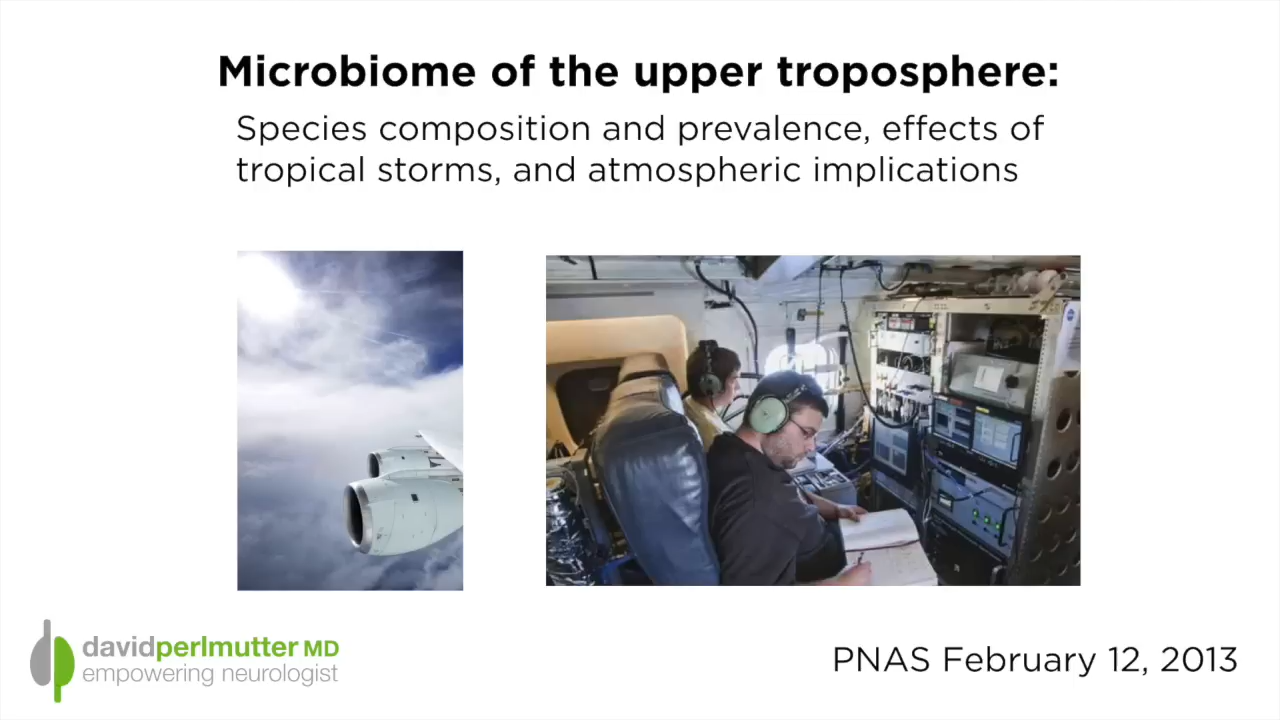 Microbiome of the upper troposphere:
Species composition and prevalence, effects of
tropical storms, and atmospheric implications
davidperlmutter MD
empowering neurologist
PNAS February 12, 2013